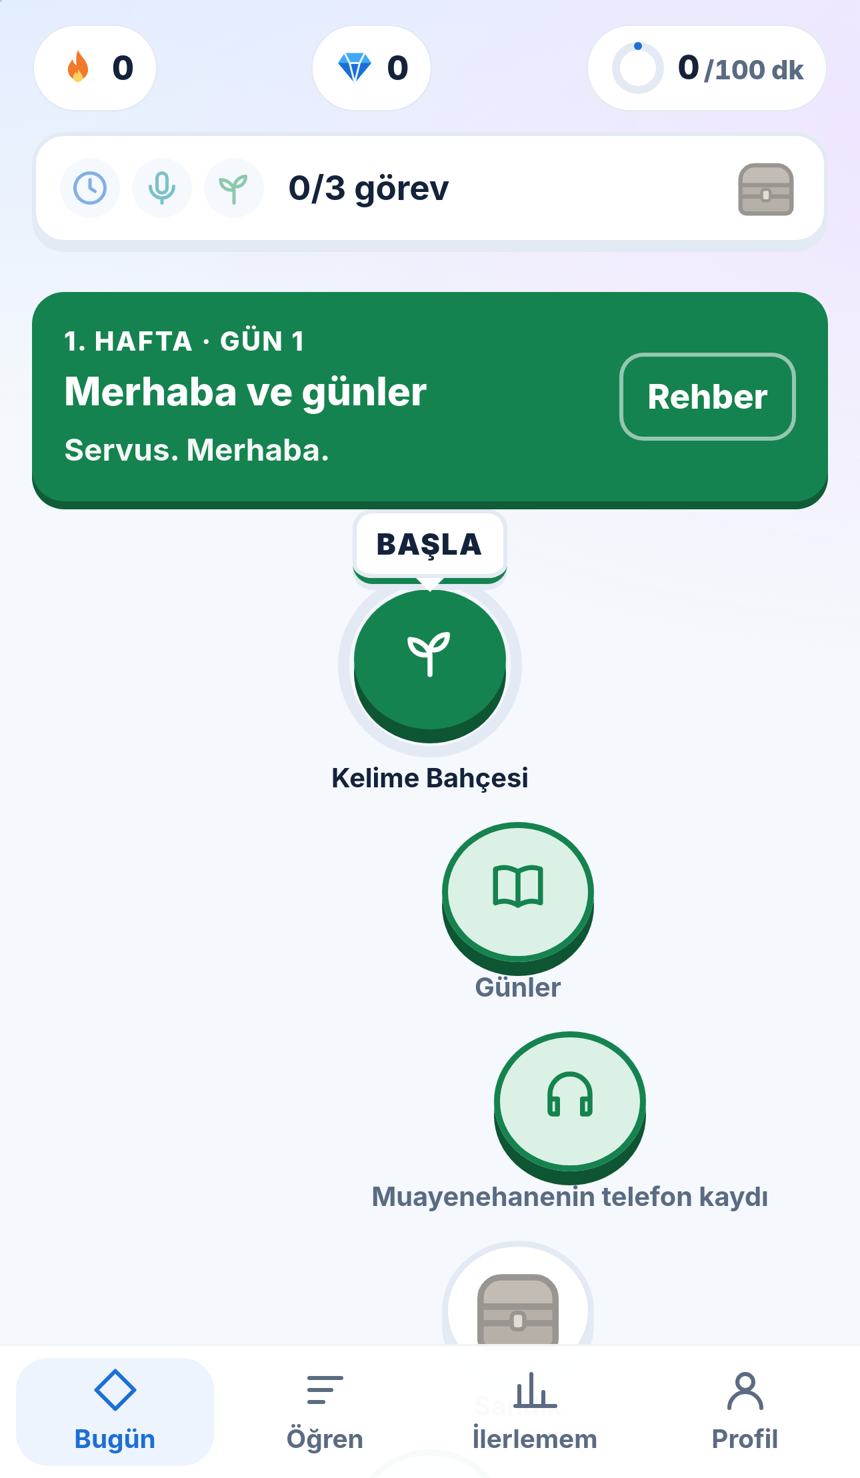 0
0
0/100 dk
0/3 görev
1. HAFTA · GÜN 1
Merhaba ve günler
Servus. Merhaba.
Rehber
BAŞLA
Kelime Bahçesi
Günler
Muayenehanenin telefon kaydı
Bugün
Öğren
İlerlemem
Profil